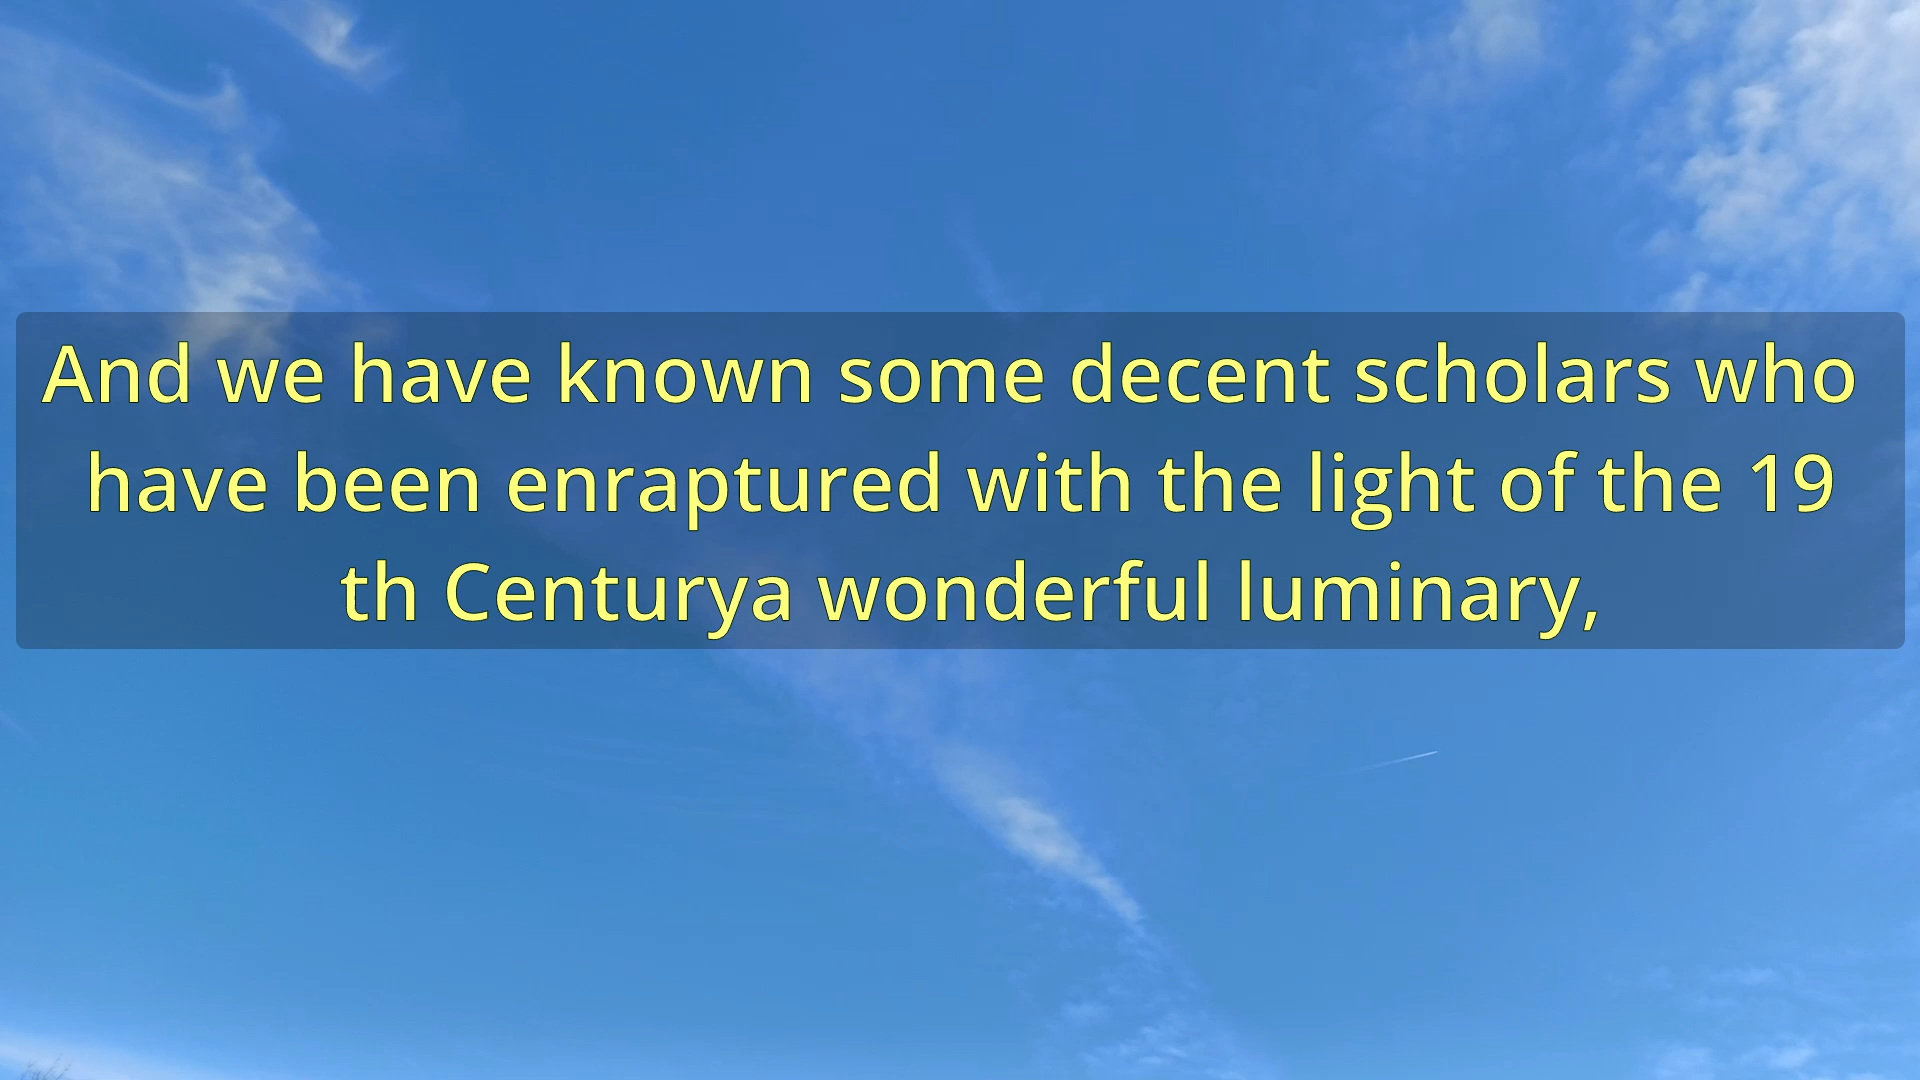 And we have known some decent scholars who
have been enraptured with the light of the 19
th Centurya wonderful luminary,